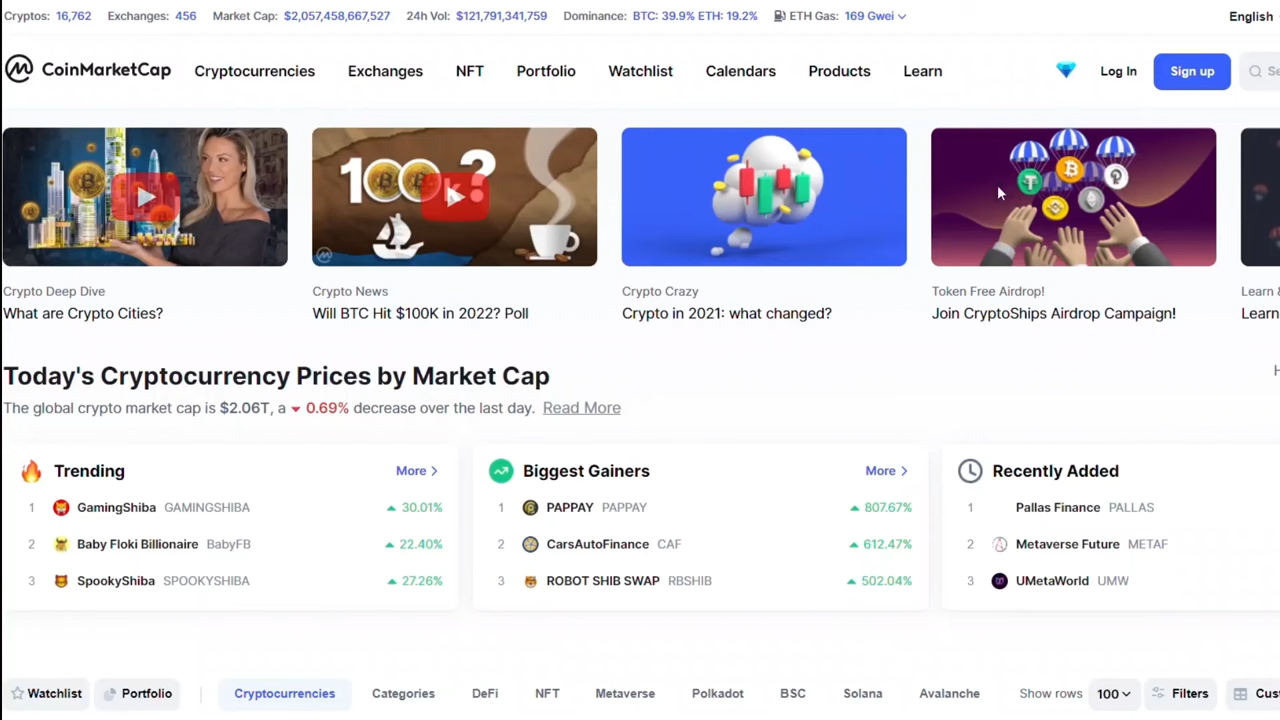 Cryptos: 16,762 Exchanges: 456 Market Cap: $2,057,458,667,527 24h Vol: $121,791,341,759 Dominance: BTC: 39.9% ETH: 19.2% ETH Gas: 169 Gwei English
CoinMarketCap Cryptocurrencies Exchanges NFT Portfolio Watchlist Calendars Products Learn Log In Sign up Se
100K?
Crypto Deep Dive Crypto News Crypto Crazy Token Free Airdrop! Learn &
What are Crypto Cities? Will BTC Hit $100K in 2022? Poll Crypto in 2021: what changed? Join CryptoShips Airdrop Campaign! Learn
Today's Cryptocurrency Prices by Market Cap H
The global crypto market cap is $2.06T, a 0.69% decrease over the last day. Read More
Trending More Biggest Gainers More Recently Added
1 GamingShiba GAMINGSHIBA 30.01% 1 PAPPAY PAPPAY 807.67% 1 Pallas Finance PALLAS
2 Baby Floki Billionaire BabyFB 22.40% 2 CarsAutoFinance CAF 612.47% 2 Metaverse Future METAF
3 SpookyShiba SPOOKYSHIBA 27.26% 3 ROBOT SHIB SWAP RBSHIB 502.04% 3 UMetaWorld UMW
Watchlist Portfolio Cryptocurrencies Categories DeFi NFT Metaverse Polkadot BSC Solana Avalanche Show rows 100 Filters Cus